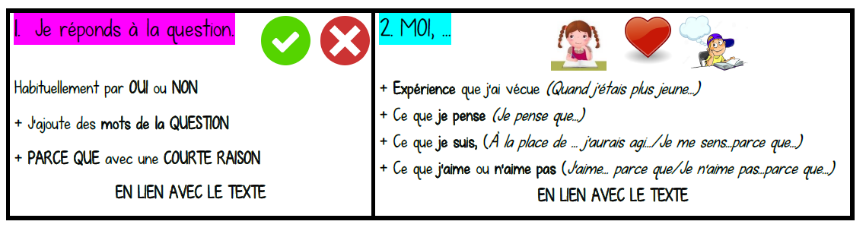 1. Je réponds à la question.
Habituellement par OUI ou NON
+ J'ajoute des mots de la QUESTION
+ PARCE QUE avec une COURTE RAISON
EN LIEN AVEC LE TEXTE
2. MOI, ...
+ Expérience que j'ai vécue (Quand j'étais plus jeune...)
+ Ce que je pense (Je pense que...)
+ Ce que je suis, (À la place de ... j'aurais agi.../Je me sens...parce que...)
+ Ce que j'aime ou n'aime pas (J'aime... parce que/Je n'aime pas...parce que...)
EN LIEN AVEC LE TEXTE